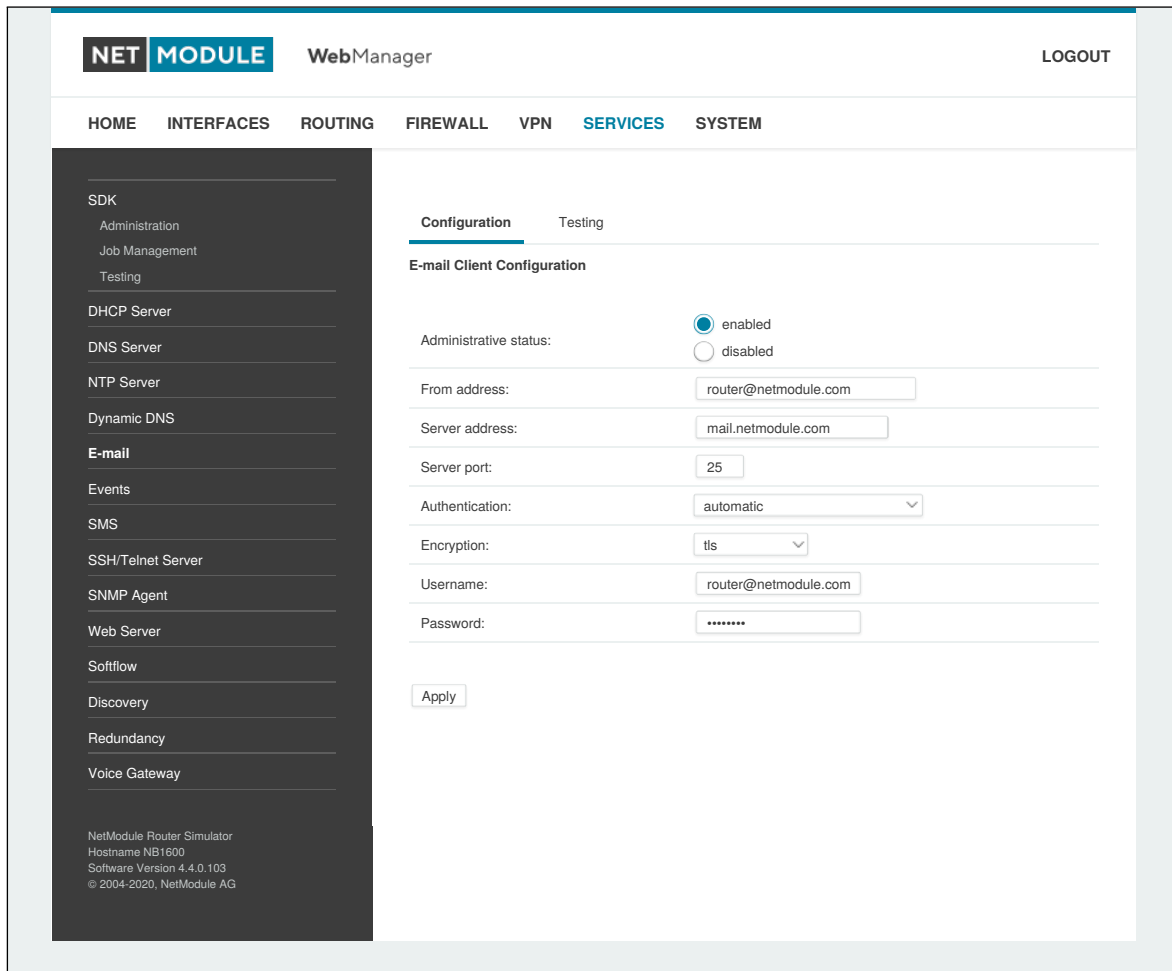 NET MODULE WebManager LOGOUT
HOME INTERFACES ROUTING FIREWALL VPN SERVICES SYSTEM
SDK
Administration
Job Management
Testing
DHCP Server
DNS Server
NTP Server
Dynamic DNS
E-mail
Events
SMS
SSH/Telnet Server
SNMP Agent
Web Server
Softflow
Discovery
Redundancy
Voice Gateway
NetModule Router Simulator
Hostname NB1600
Software Version 4.4.0.103
© 2004-2020, NetModule AG
Configuration Testing
E-mail Client Configuration
Administrative status: enabled
disabled
From address: router@netmodule.com
Server address: mail.netmodule.com
Server port: 25
Authentication: automatic
Encryption: tls
Username: router@netmodule.com
Password: ••••••••
Apply